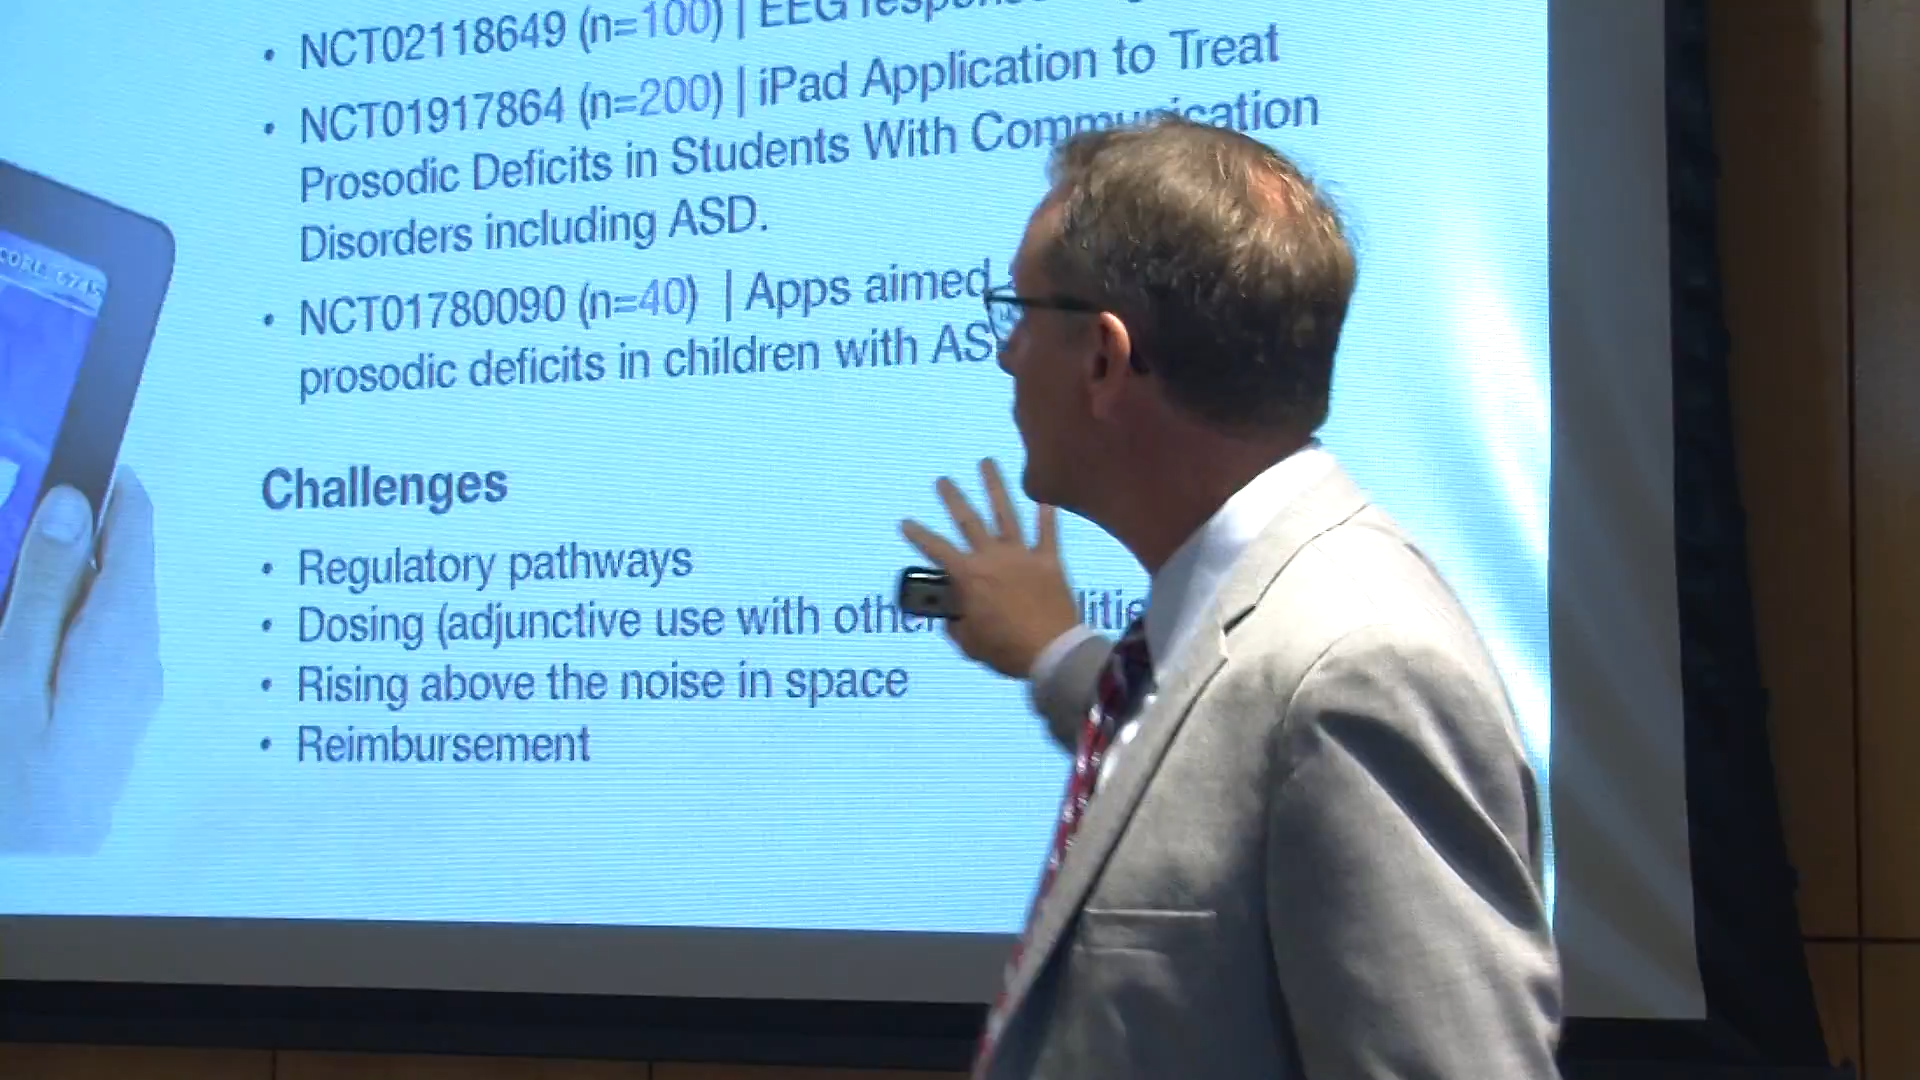 • NCT02118649 (n=100) | EEG
• NCT01917864 (n=200) | iPad Application to Treat
Prosodic Deficits in Students With Communication
Disorders including ASD.
• NCT01780090 (n=40) | Apps aimed
prosodic deficits in children with
Challenges
• Regulatory pathways
• Dosing (adjunctive use with
• Rising above the noise in space
• Reimbursement